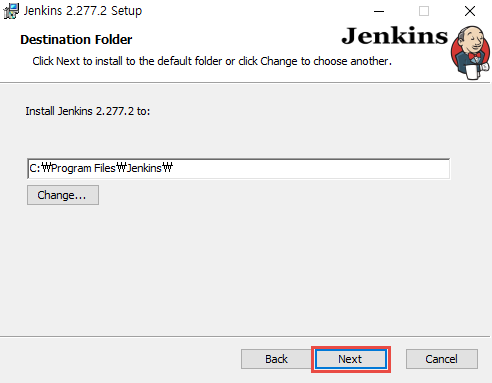 Jenkins 2.277.2 Setup
Destination Folder
Jenkins
Click Next to install to the default folder or click Change to choose another.
Install Jenkins 2.277.2 to:
C:₩Program Files₩Jenkins₩
Change...
Back
Next
Cancel